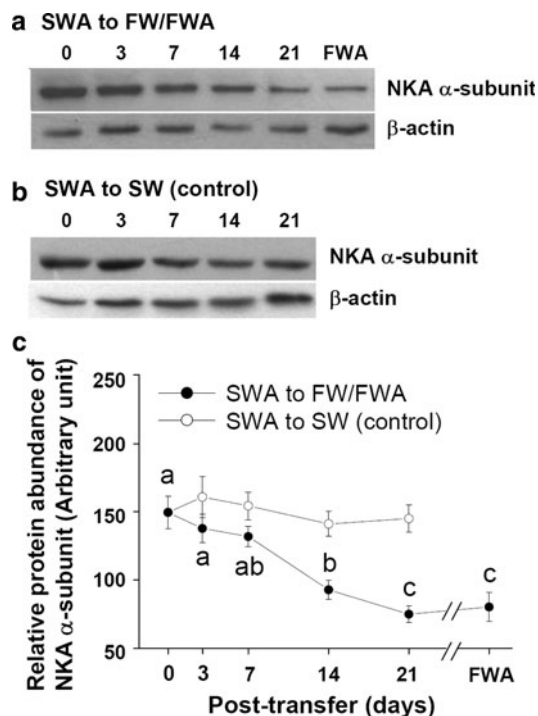 a SWA to FW/FWA
0 3 7 14 21 FWA
NKA α-subunit
β-actin
b SWA to SW (control)
0 3 7 14 21
NKA α-subunit
β-actin
c
Relative protein abundance of
NKA α-subunit (Arbitrary unit)
250
200
150
100
50
SWA to FW/FWA
SWA to SW (control)
a
a
ab
b
c
c
0 3 7 14 21 FWA
Post-transfer (days)